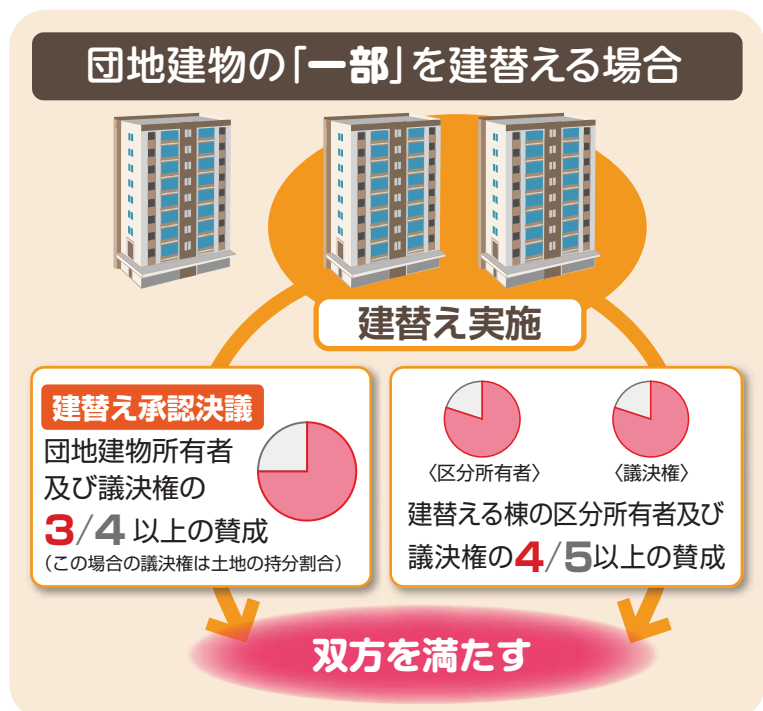 団地建物の「一部」を建替える場合
建替え実施
建替え承認決議
団地建物所有者
及び議決権の
3/4 以上の賛成
(この場合の議決権は土地の持分割合)
〈区分所有者〉
〈議決権〉
建替える棟の区分所有者及び
議決権の4/5以上の賛成
双方を満たす